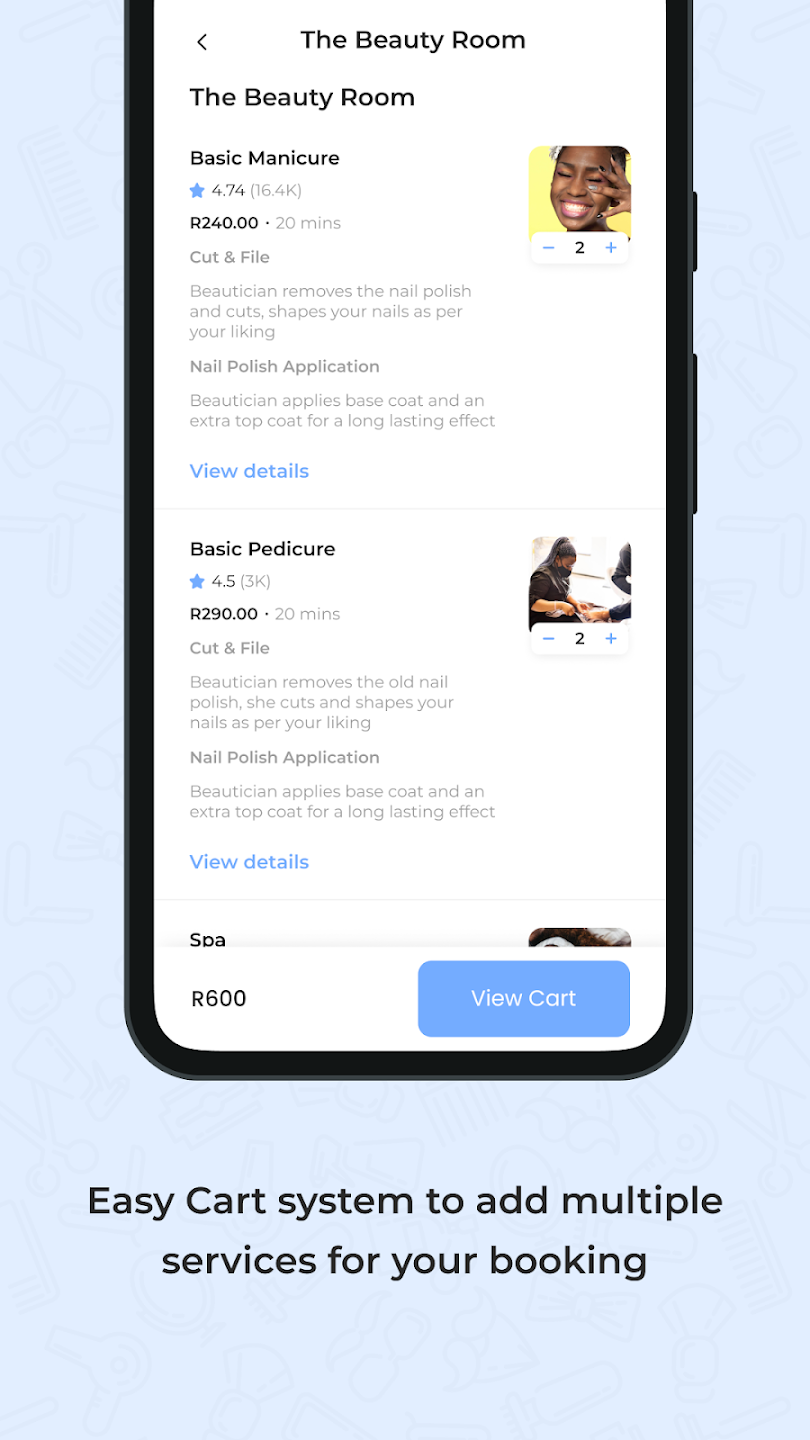 The Beauty Room
The Beauty Room
Basic Manicure
4.74 (16.4K)
R240.00 · 20 mins
− 2 +
Cut & File
Beautician removes the nail polish
and cuts, shapes your nails as per
your liking
Nail Polish Application
Beautician applies base coat and an
extra top coat for a long lasting effect
View details
Basic Pedicure
4.5 (3K)
R290.00 · 20 mins
− 2 +
Cut & File
Beautician removes the old nail
polish, she cuts and shapes your
nails as per your liking
Nail Polish Application
Beautician applies base coat and an
extra top coat for a long lasting effect
View details
Spa
R600
View Cart
Easy Cart system to add multiple
services for your booking